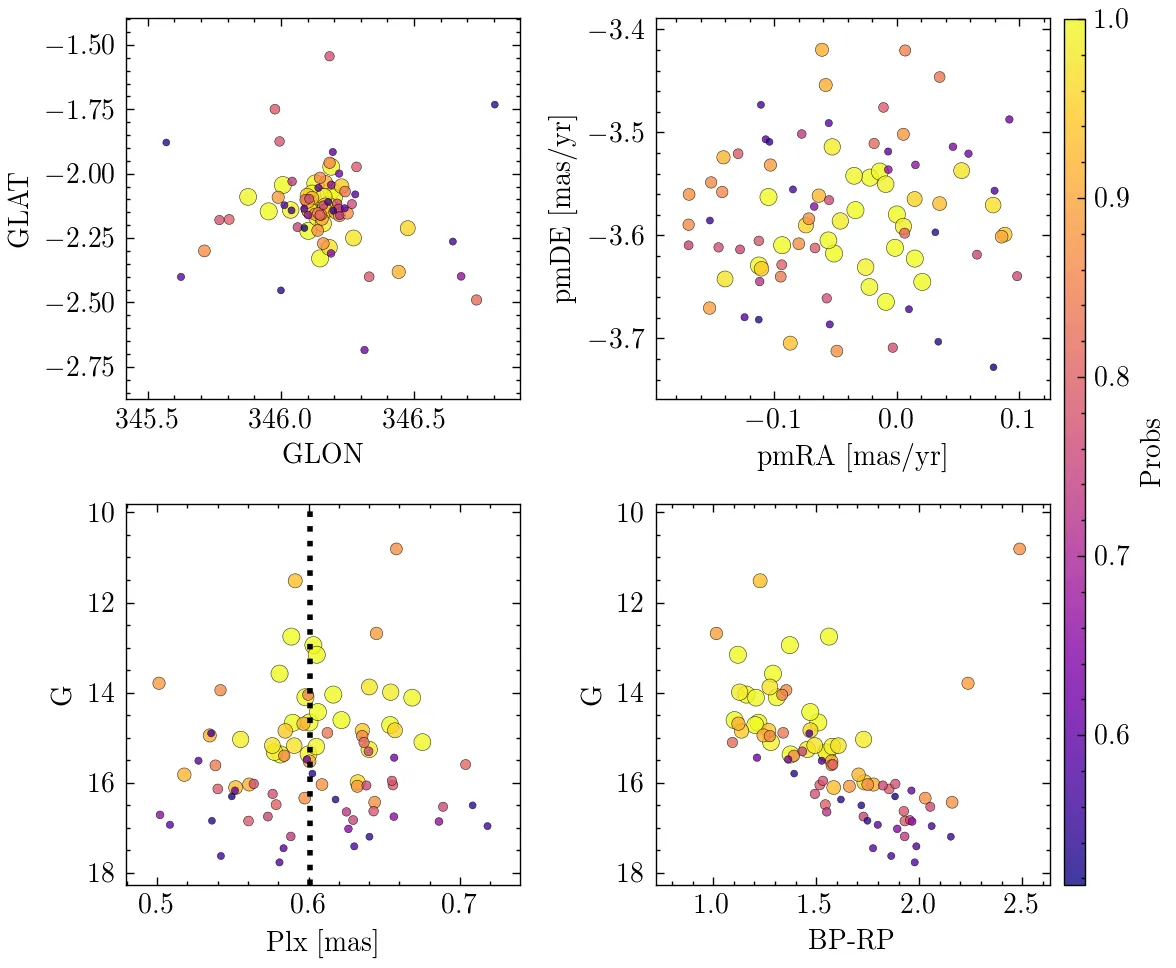 −1.50
−1.75
−2.00
−2.25
−2.50
−2.75
GLAT
345.5 346.0 346.5
GLON
−3.4
−3.5
−3.6
−3.7
pmDE [mas/yr]
−0.1 0.0 0.1
pmRA [mas/yr]
10
12
14
16
18
G
0.5 0.6 0.7
Plx [mas]
10
12
14
16
18
G
1.0 1.5 2.0 2.5
BP-RP
1.0
0.9
0.8
0.7
0.6
Probs